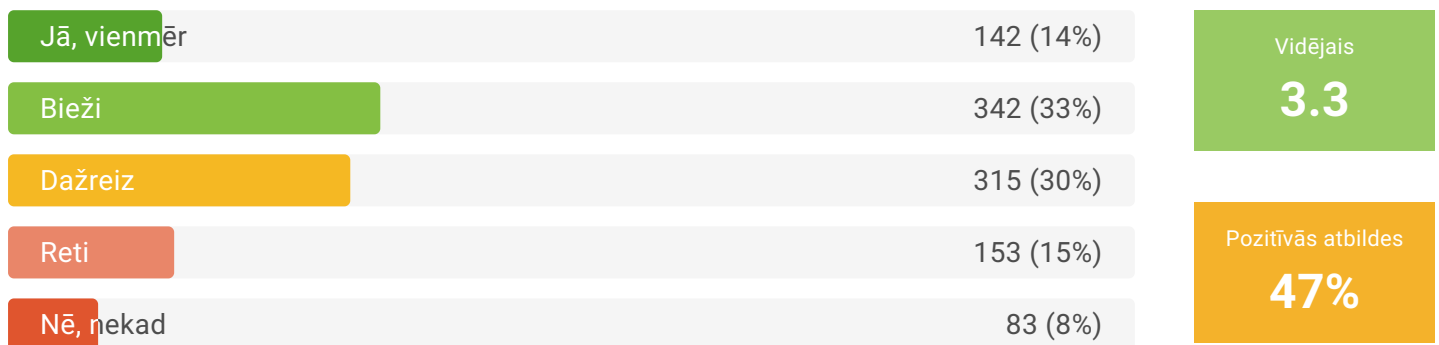 Jā, vienmēr 142 (14%)
Bieži 342 (33%)
Dažreiz 315 (30%)
Reti 153 (15%)
Nē, nekad 83 (8%)
Vidējais
3.3
Pozitīvās atbildes
47%